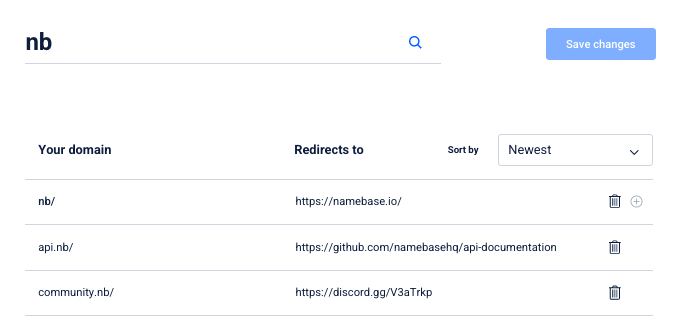 nb
Save changes
Your domain Redirects to Sort by Newest
nb/ https://namebase.io/
api.nb/ https://github.com/namebasehq/api-documentation
community.nb/ https://discord.gg/V3aTrkp